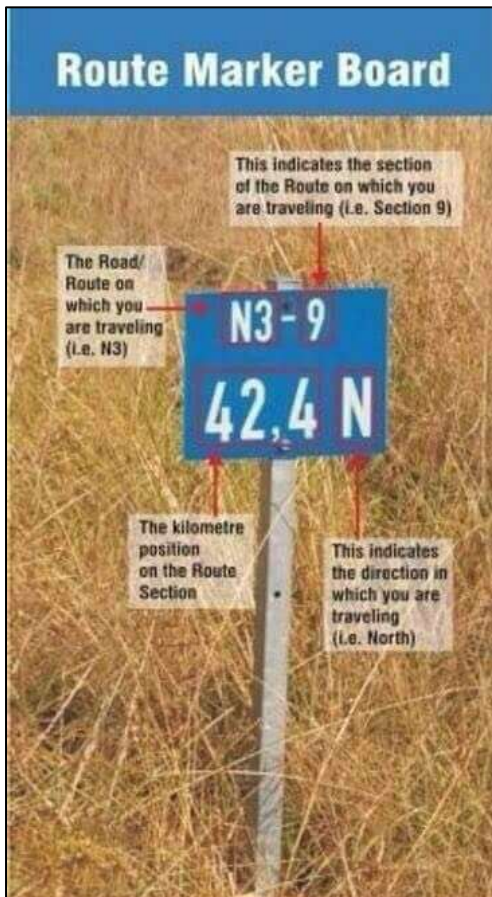 Route Marker Board
This indicates the section
of the Route on which you
are traveling (i.e. Section 9)
The Road/
Route on
which you
are traveling
(i.e. N3)
N3-9
42,4 N
The kilometre
position
on the Route
Section
This indicates
the direction in
which you are
traveling
(i.e. North)